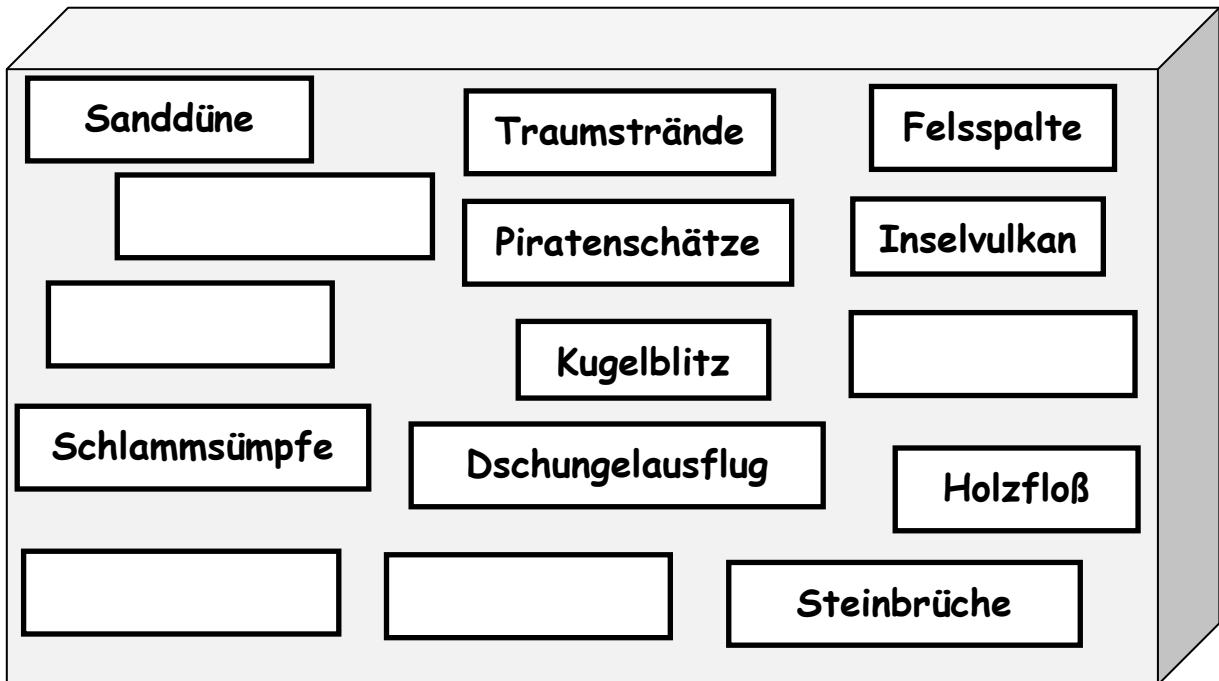 Sanddüne
Traumstrände
Felsspalte
Piratenschätze
Inselvulkan
Kugelblitz
Schlammsümpfe
Dschungelausflug
Holzfloß
Steinbrüche